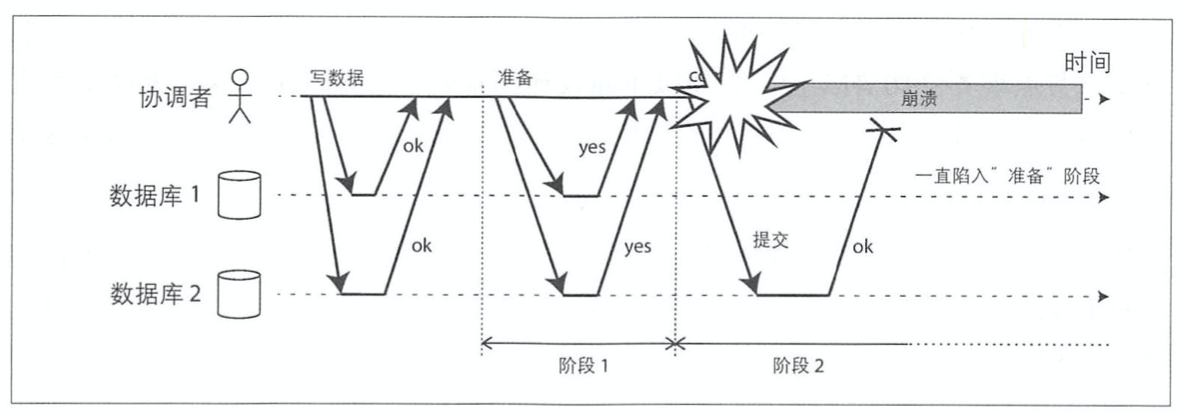 时间
写数据
准备
协调者
崩溃
ok
yes
数据库 1
一直陷入”准备”阶段
ok
yes
提交
ok
数据库 2
阶段 1
阶段 2